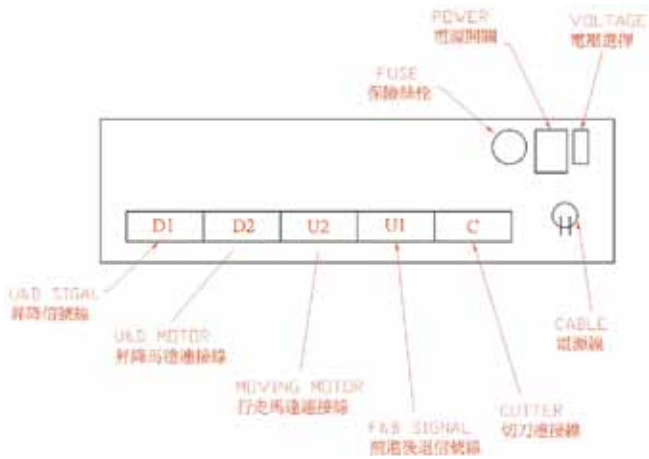 POWER
電源開關
VOLTAGE
電壓選擇
FUSE
保險絲栓
D1
D2
U2
U1
C
U&D SIGAL
昇降信號線
U&D MOTOR
昇降馬達連接線
MOVING MOTOR
行走馬達連接線
F&B SIGNAL
前進後退信號線
CUTTER
切刀連接線
CABLE
電源線